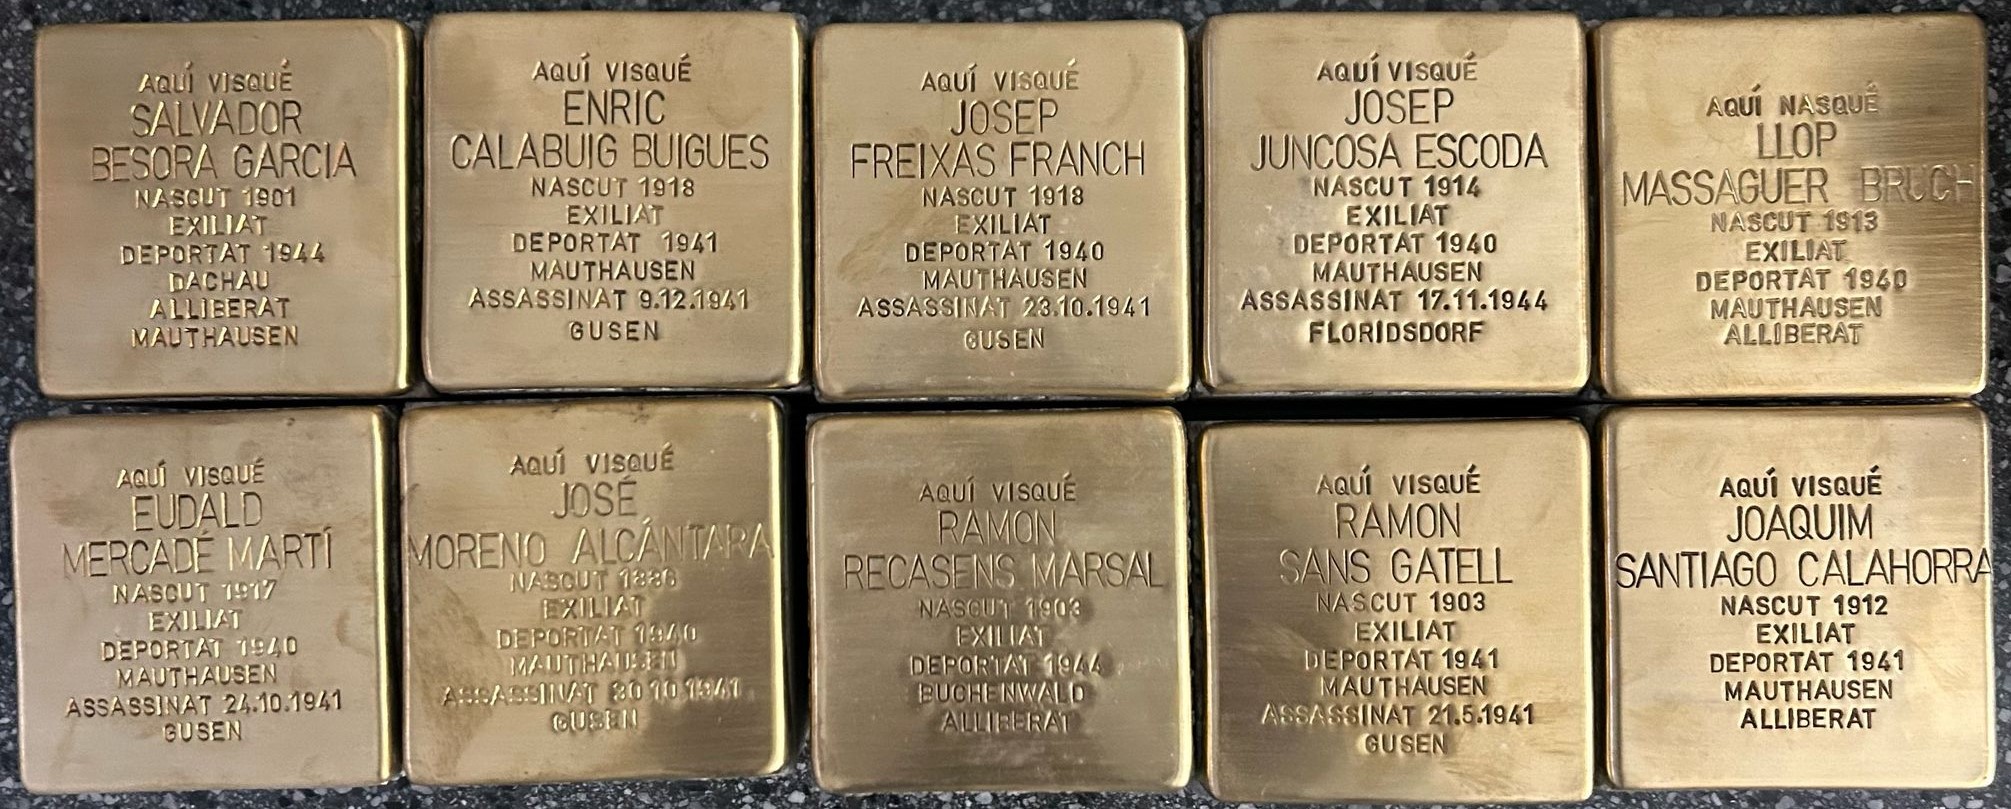 AQUÍ VISQUÉ
SALVADOR
BESORA GARCIA
NASCUT 1901
EXILIAT
DEPORTAT 1944
DACHAU
ALLIBERAT
MAUTHAUSEN
AQUÍ VISQUÉ
ENRIC
CALABUIG BUIGUES
NASCUT 1918
EXILIAT
DEPORTAT 1941
MAUTHAUSEN
ASSASSINAT 9.12.1941
GUSEN
AQUÍ VISQUÉ
JOSEP
FREIXAS FRANCH
NASCUT 1918
EXILIAT
DEPORTAT 1940
MAUTHAUSEN
ASSASSINAT 23.10.1941
GUSEN
AQUÍ VISQUÉ
JOSEP
JUNCOSA ESCODA
NASCUT 1914
EXILIAT
DEPORTAT 1940
MAUTHAUSEN
ASSASSINAT 17.11.1944
FLORIDSDORF
AQUÍ NASQUÉ
LLOP
MASSAGUER BRUCH
NASCUT 1913
EXILIAT
DEPORTAT 1940
MAUTHAUSEN
ALLIBERAT
AQUÍ VISQUÉ
EUDALD
MERCADÉ MARTÍ
NASCUT 1917
EXILIAT
DEPORTAT 1940
MAUTHAUSEN
ASSASSINAT 24.10.1941
GUSEN
AQUÍ VISQUÉ
JOSÉ
MORENO ALCÁNTARA
NASCUT 1886
EXILIAT
DEPORTAT 1940
MAUTHAUSEN
ASSASSINAT 30.10.1941
GUSEN
AQUÍ VISQUÉ
RAMON
RECASENS MARSAL
NASCUT 1903
EXILIAT
DEPORTAT 1944
BUCHENWALD
ALLIBERAT
AQUÍ VISQUÉ
RAMON
SANS GATELL
NASCUT 1903
EXILIAT
DEPORTAT 1941
MAUTHAUSEN
ASSASSINAT 21.5.1941
GUSEN
AQUÍ VISQUÉ
JOAQUIM
SANTIAGO CALAHORRA
NASCUT 1912
EXILIAT
DEPORTAT 1941
MAUTHAUSEN
ALLIBERAT